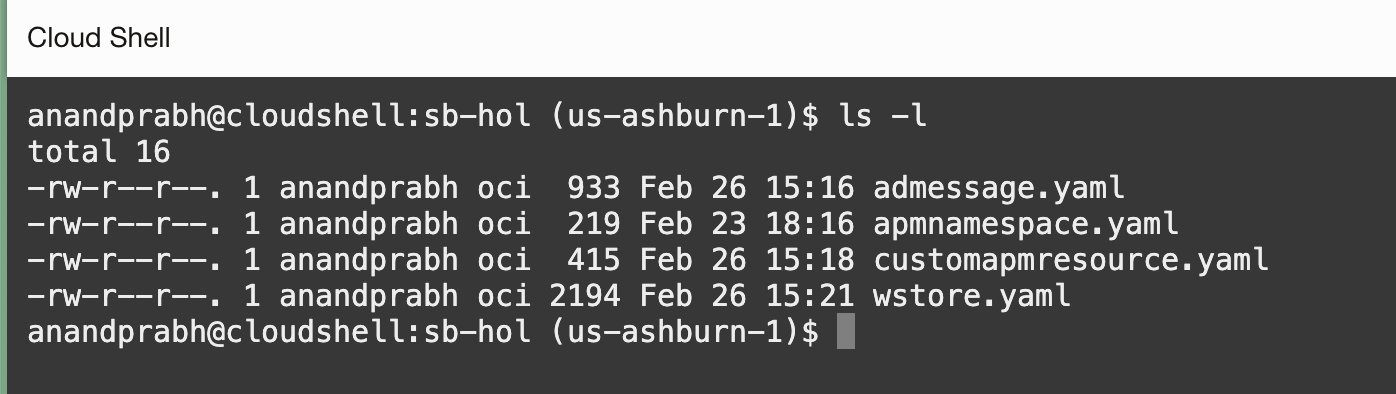 Cloud Shell
anandprabh@cloudshell:sb-hol (us-ashburn-1)$ ls -l
total 16
-rw-r--r--. 1 anandprabh oci  933 Feb 26 15:16 admessage.yaml
-rw-r--r--. 1 anandprabh oci  219 Feb 23 18:16 apmnamespace.yaml
-rw-r--r--. 1 anandprabh oci  415 Feb 26 15:18 customapmresource.yaml
-rw-r--r--. 1 anandprabh oci 2194 Feb 26 15:21 wstore.yaml
anandprabh@cloudshell:sb-hol (us-ashburn-1)$